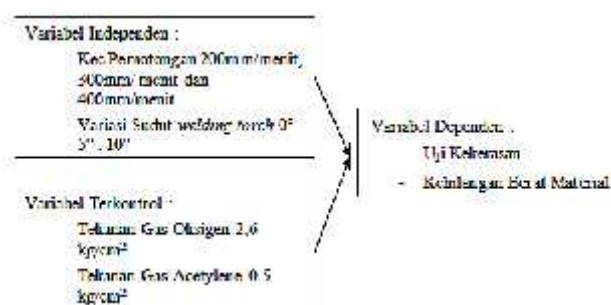 Variabel Independen :
Kec Pemotongan 200mm/menit,
300mm/ menit dan
400mm/menit
Variasi Sudut welding torch 0°
5° . 10°
Variabel Dependen :
Uji Kekerasan
- Kehilangan Berat Material
Variabel Terkontrol :
Tekanan Gas Oksigen 2,6
kg/cm²
Tekanan Gas Acetylene 0.5
kg/cm²